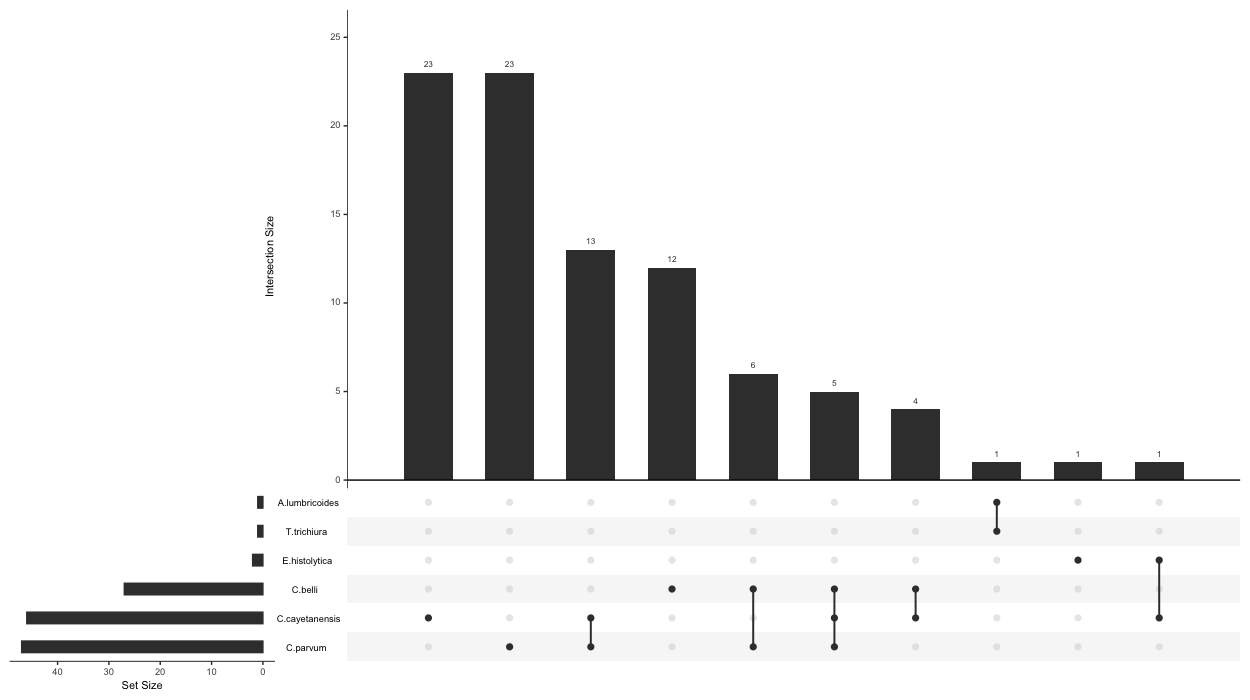 25
20
15
10
5
0
Intersection Size
23
23
13
12
6
5
4
1
1
1
A.lumbricoides
T.trichiura
E.histolytica
C.belli
C.cayetanensis
C.parvum
40 30 20 10 0
Set Size